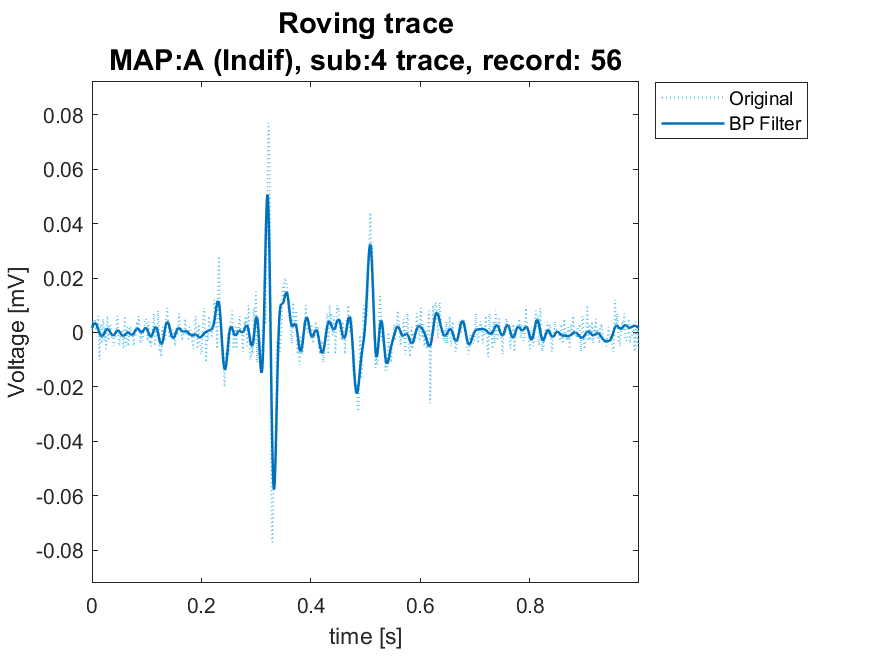 Roving trace
MAP:A (Indif), sub:4 trace, record: 56
Original
BP Filter
0.08
0.06
0.04
0.02
0
-0.02
-0.04
-0.06
-0.08
Voltage [mV]
0
0.2
0.4
0.6
0.8
time [s]